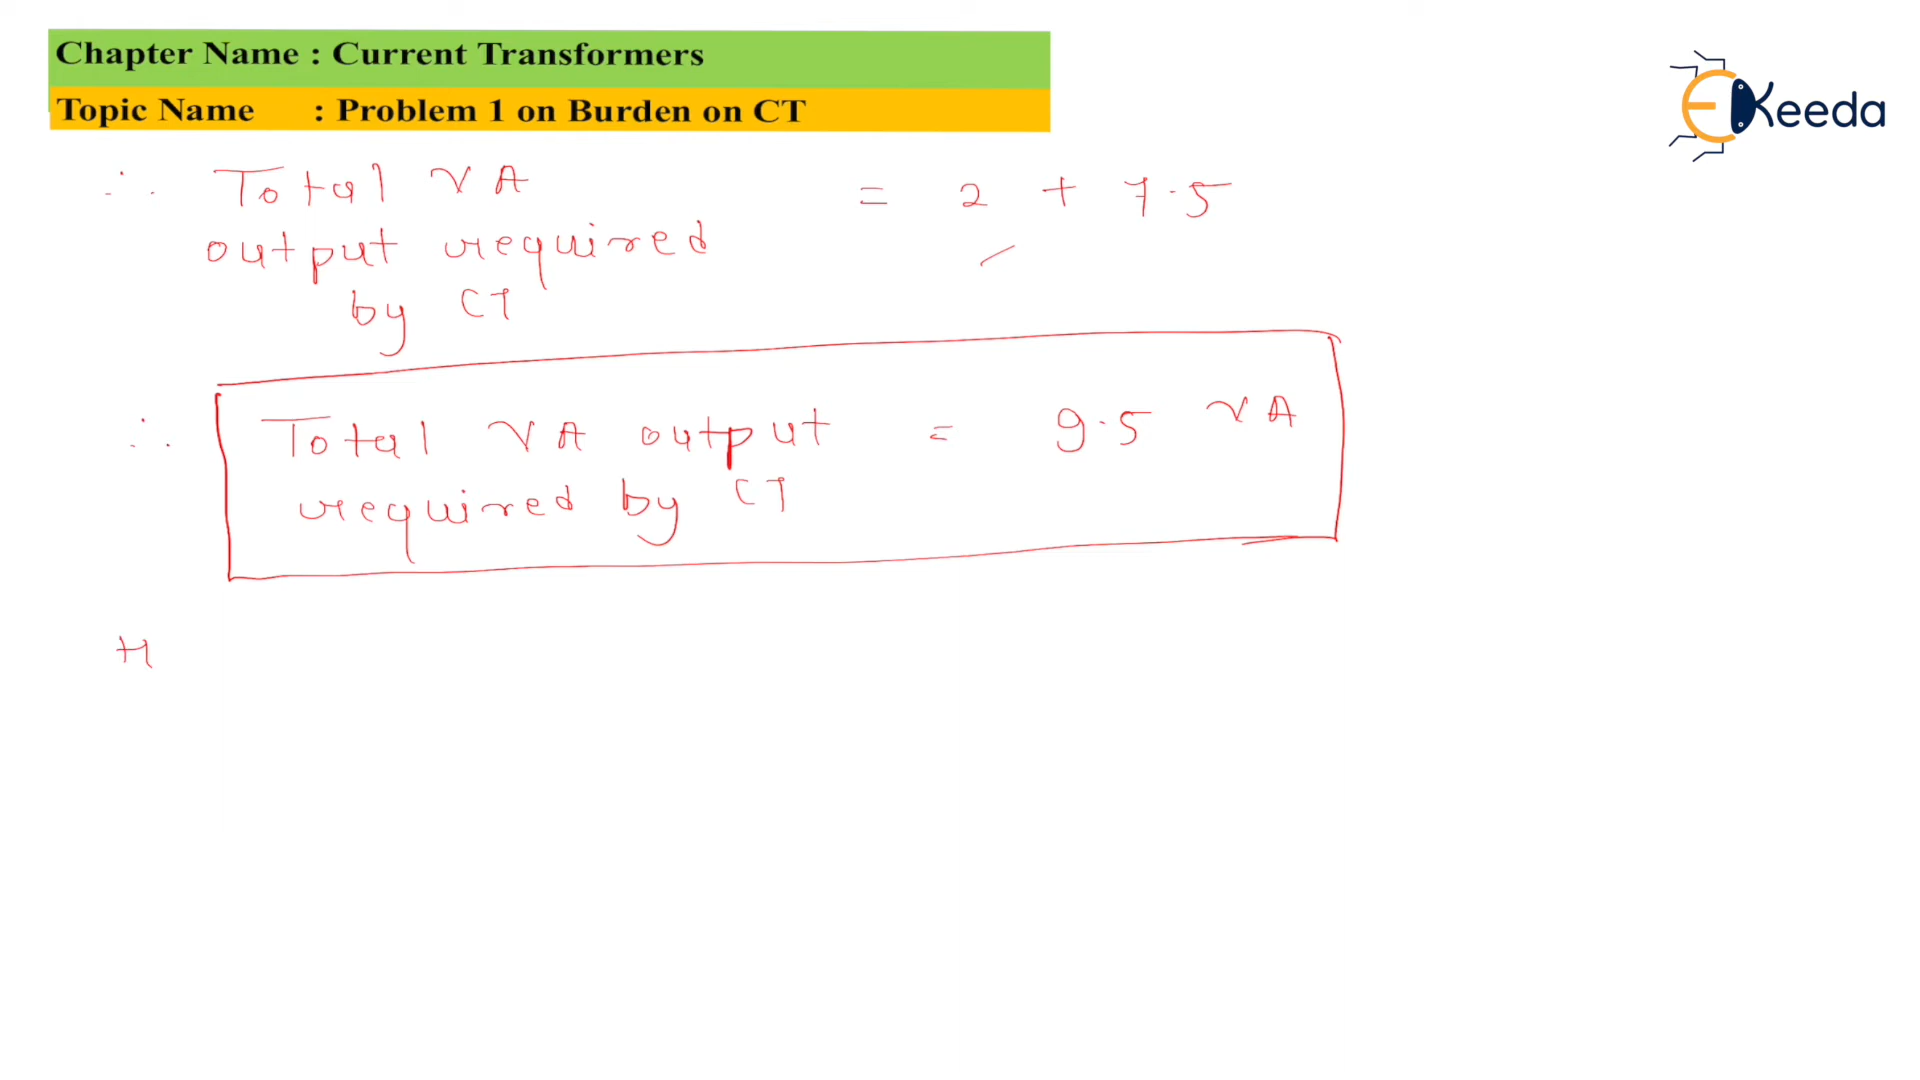 Chapter Name : Current Transformers
Topic Name : Problem 1 on Burden on CT
EKeeda
∴ Total VA = 2 + 7.5
output required
by CT
∴ Total VA output = 9.5 VA
required by CT
H